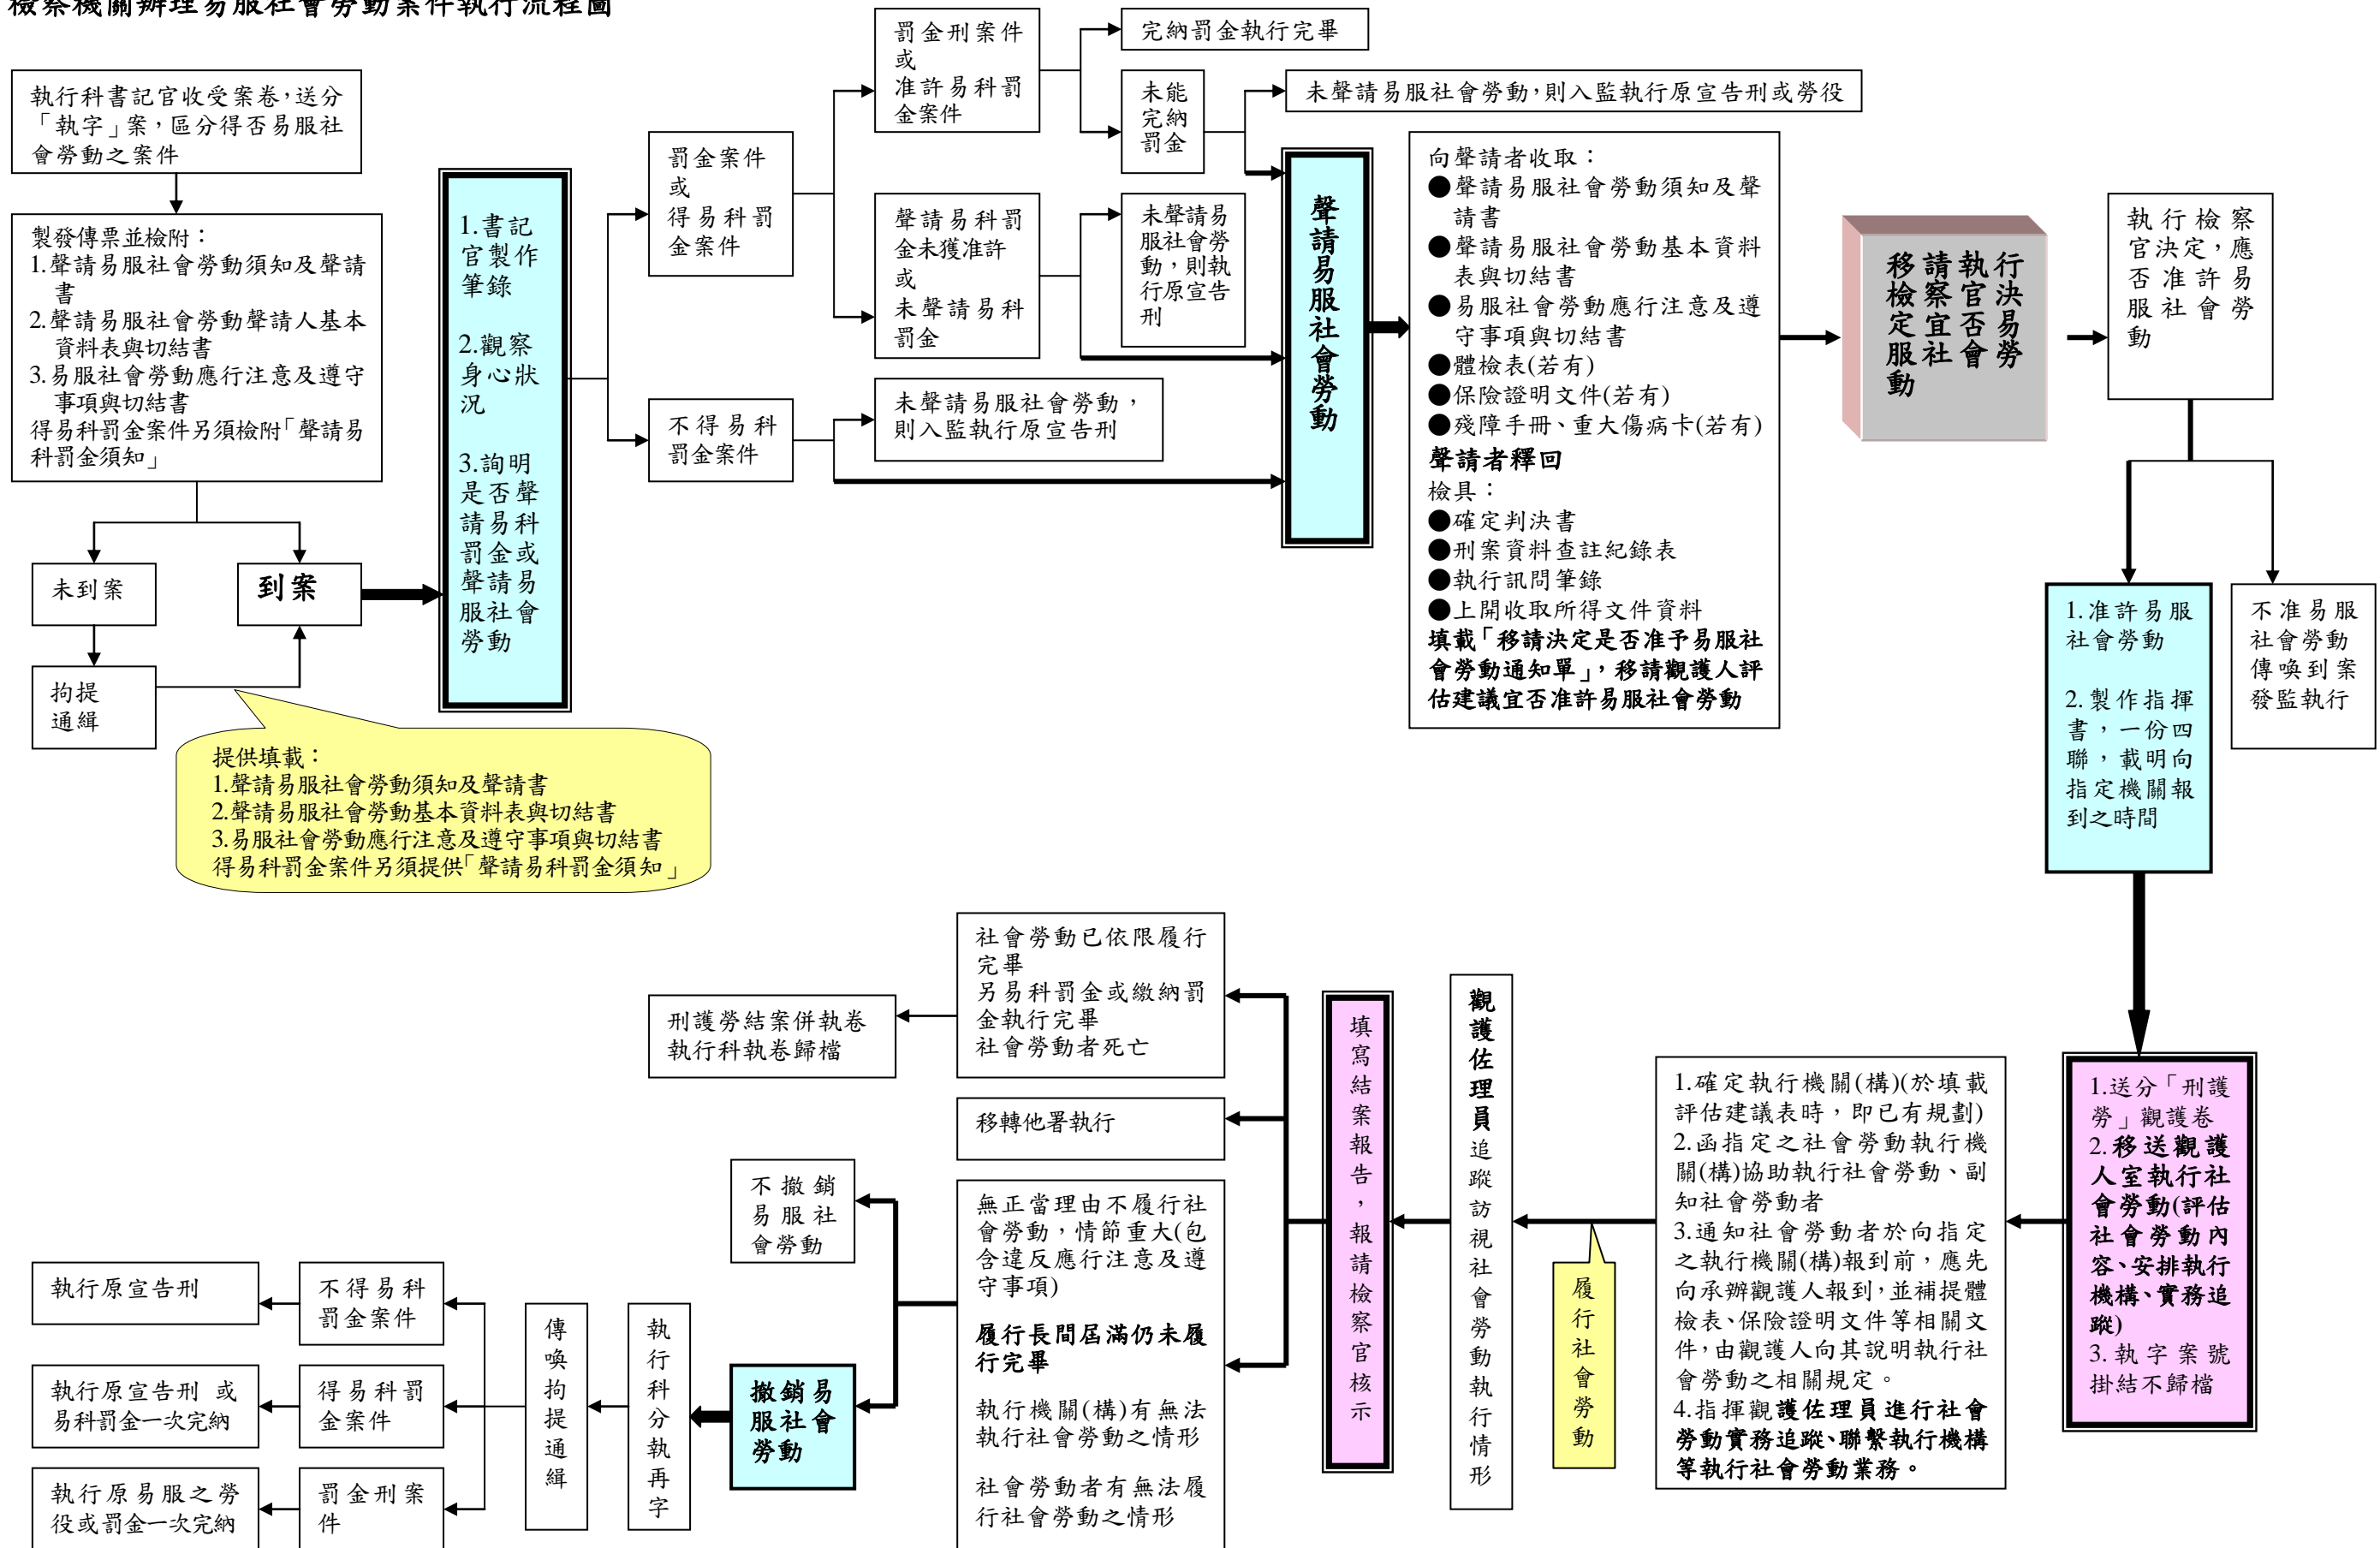 檢察機關辦理易服社會勞動案件執行流程圖
執行科書記官收受案卷，送分
「執字」案，區分得否易服社
會勞動之案件
製發傳票並檢附：
1.聲請易服社會勞動須知及聲請
書
2.聲請易服社會勞動聲請人基本
資料表與切結書
3.易服社會勞動應行注意及遵守
事項與切結書
得易科罰金案件另須檢附「聲請易
科罰金須知」
未到案
到案
拘提
通緝
提供填載：
1.聲請易服社會勞動須知及聲請書
2.聲請易服社會勞動基本資料表與切結書
3.易服社會勞動應行注意及遵守事項與切結書
得易科罰金案件另須提供「聲請易科罰金須知」
1.書記
官製作
筆錄
2.觀察
身心狀
況
3.詢明
是否聲
請易科
罰金或
聲請易
服社會
勞動
罰金案件
或
得易科罰
金案件
不得易科
罰金案件
罰金刑案件
或
准許易科罰
金案件
聲請易科罰
金未獲准許
或
未聲請易科
罰金
未聲請易服社會勞動，
則入監執行原宣告刑
完納罰金執行完畢
未能
完納
罰金
未聲請易服社會勞動，則入監執行原宣告刑或勞役
未聲請易
服社會勞
動，則執
行原宣告
刑
聲請易服社會勞動
向聲請者收取：
●聲請易服社會勞動須知及聲
請書
●聲請易服社會勞動基本資料
表與切結書
●易服社會勞動應行注意及遵
守事項與切結書
●體檢表(若有)
●保險證明文件(若有)
●殘障手冊、重大傷病卡(若有)
聲請者釋回
檢具：
●確定判決書
●刑案資料查註紀錄表
●執行訊問筆錄
●上開收取所得文件資料
填載「移請決定是否准予易服社
會勞動通知單」，移請觀護人評
估建議宜否准許易服社會勞動
移請執行
檢察官決
定宜否易
服社會勞
動
執行檢察
官決定，應
否准許易
服社會勞
動
1.准許易服
社會勞動
2.製作指揮
書，一份四
聯，載明向
指定機關報
到之時間
不准易服
社會勞動
傳喚到案
發監執行
1.送分「刑護
勞」觀護卷
2.移送觀護
人室執行社
會勞動(評估
社會勞動內
容、安排執行
機構、實務追
蹤)
3.執字案號
掛結不歸檔
1.確定執行機關(構)(於填載
評估建議表時，即已有規劃)
2.函指定之社會勞動執行機
關(構)協助執行社會勞動、副
知社會勞動者
3.通知社會勞動者於向指定
之執行機關(構)報到前，應先
向承辦觀護人報到，並補提體
檢表、保險證明文件等相關文
件，由觀護人向其說明執行社
會勞動之相關規定。
4.指揮觀護佐理員進行社會
勞動實務追蹤、聯繫執行機構
等執行社會勞動業務。
履行社會勞動
觀護佐理員追蹤訪視社會勞動執行情形
填寫結案報告，報請檢察官核示
社會勞動已依限履行
完畢
另易科罰金或繳納罰
金執行完畢
社會勞動者死亡
刑護勞結案併執卷
執行科執卷歸檔
移轉他署執行
無正當理由不履行社
會勞動，情節重大(包
含違反應行注意及遵
守事項)
履行長間屆滿仍未履
行完畢
執行機關(構)有無法
執行社會勞動之情形
社會勞動者有無法履
行社會勞動之情形
不撤銷
易服社
會勞動
撤銷易
服社會
勞動
執行科分執再字
傳喚拘提通緝
不得易科
罰金案件
得易科罰
金案件
罰金刑案
件
執行原宣告刑
執行原宣告刑 或
易科罰金一次完納
執行原易服之勞
役或罰金一次完納